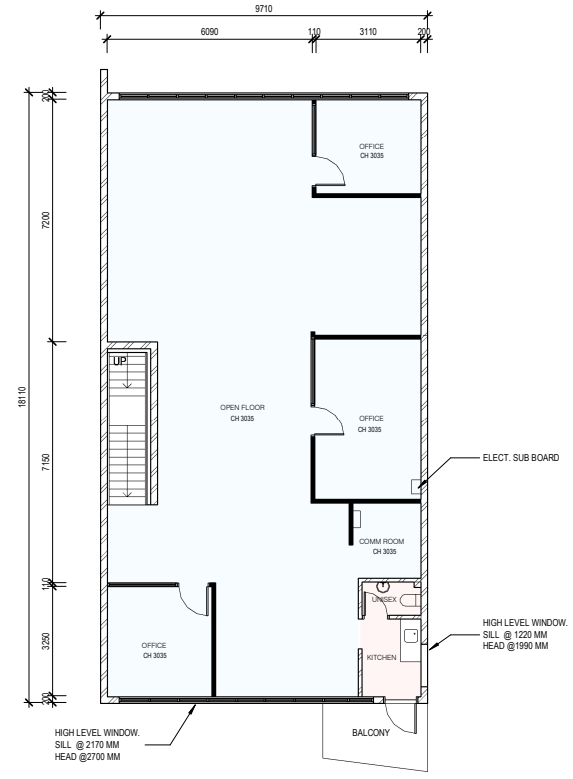 9710
6090
110
3110
200
200
OFFICE
CH 3035
7200
UP
18110
OPEN FLOOR
CH 3035
OFFICE
CH 3035
7150
ELECT. SUB BOARD
COMM ROOM
CH 3035
110
UNISEX
OFFICE
CH 3035
3250
KITCHEN
HIGH LEVEL WINDOW.
SILL @ 1220 MM
HEAD @1990 MM
200
HIGH LEVEL WINDOW.
SILL @ 2170 MM
HEAD @2700 MM
BALCONY